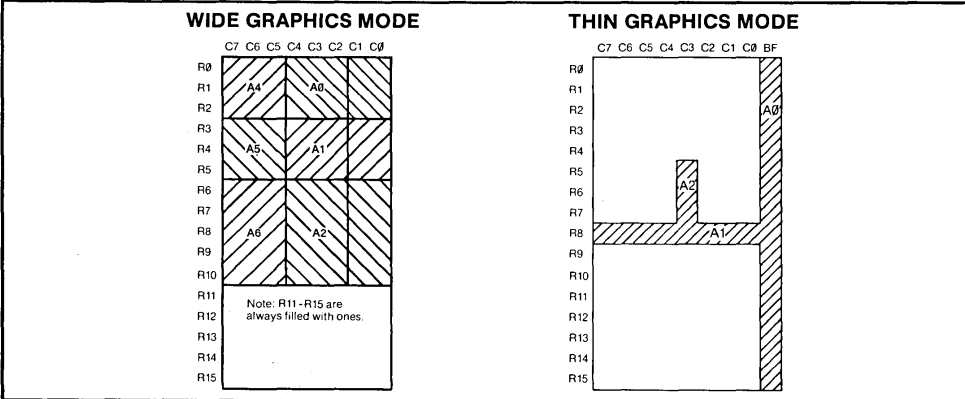 WIDE GRAPHICS MODE
C7 C6 C5 C4 C3 C2 C1 CØ
RØ
R1
R2
R3
R4
R5
R6
R7
R8
R9
R10
R11
R12
R13
R14
R15
A4 AØ
A5 A1
A6 A2
Note: R11-R15 are
always filled with ones.
THIN GRAPHICS MODE
C7 C6 C5 C4 C3 C2 C1 CØ BF
RØ
R1
R2
R3
R4
R5
R6
R7
R8
R9
R10
R11
R12
R13
R14
R15
AØ
A2
A1